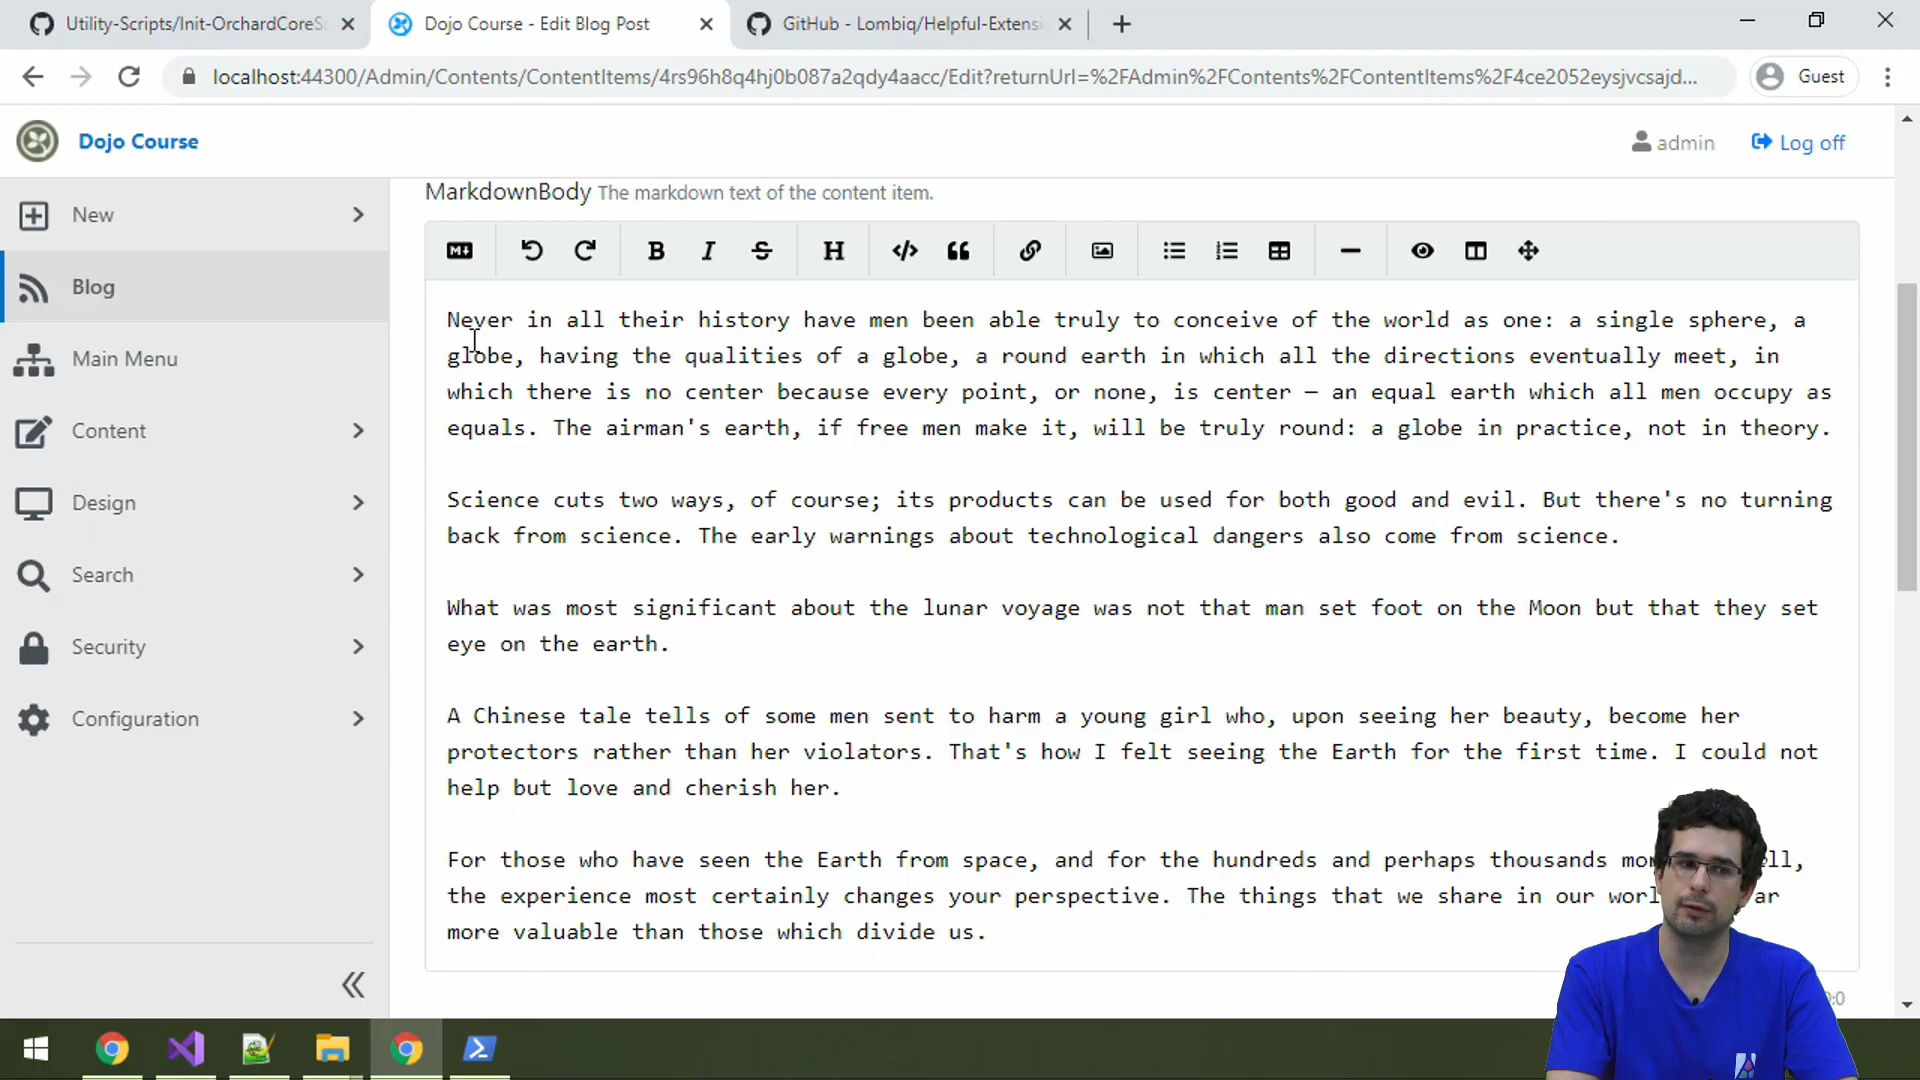 Utility-Scripts/Init-OrchardCoreSo
Dojo Course - Edit Blog Post
GitHub - Lombiq/Helpful-Extensi
localhost:44300/Admin/Contents/ContentItems/4rs96h8q4hj0b087a2qdy4aacc/Edit?returnUrl=%2FAdmin%2FContents%2FContentItems%2F4ce2052eysjvcsajd...
Guest
Dojo Course
admin
Log off
New
Blog
Main Menu
Content
Design
Search
Security
Configuration
MarkdownBody The markdown text of the content item.
Never in all their history have men been able truly to conceive of the world as one: a single sphere, a
globe, having the qualities of a globe, a round earth in which all the directions eventually meet, in
which there is no center because every point, or none, is center — an equal earth which all men occupy as
equals. The airman's earth, if free men make it, will be truly round: a globe in practice, not in theory.
Science cuts two ways, of course; its products can be used for both good and evil. But there's no turning
back from science. The early warnings about technological dangers also come from science.
What was most significant about the lunar voyage was not that man set foot on the Moon but that they set
eye on the earth.
A Chinese tale tells of some men sent to harm a young girl who, upon seeing her beauty, become her
protectors rather than her violators. That's how I felt seeing the Earth for the first time. I could not
help but love and cherish her.
For those who have seen the Earth from space, and for the hundreds and perhaps thousands
the experience most certainly changes your perspective. The things that we share in our
more valuable than those which divide us.